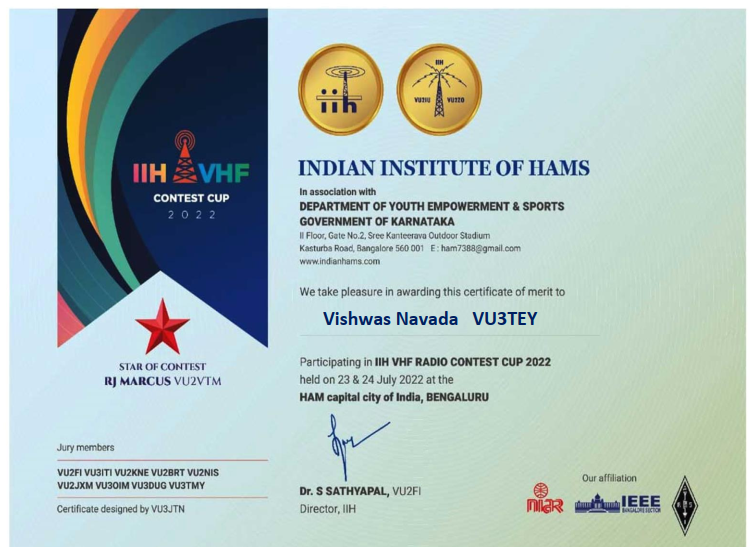 iih
IIH
VU2IU VU2ZO
IIH VHF
CONTEST CUP
2022
STAR OF CONTEST
RJ MARCUS VU2VTM
Jury members
VU2FI VU3ITI VU2KNE VU2BRT VU2NIS
VU2JXM VU3OIM VU3DUG VU3TMY
Certificate designed by VU3JTN
INDIAN INSTITUTE OF HAMS
In association with
DEPARTMENT OF YOUTH EMPOWERMENT & SPORTS
GOVERNMENT OF KARNATAKA
II Floor, Gate No.2, Sree Kanteerava Outdoor Stadium
Kasturba Road, Bangalore 560 001 E : ham7388@gmail.com
www.indianhams.com
We take pleasure in awarding this certificate of merit to
Vishwas Navada VU3TEY
Participating in IIH VHF RADIO CONTEST CUP 2022
held on 23 & 24 July 2022 at the
HAM capital city of India, BENGALURU
Dr. S SATHYAPAL, VU2FI
Director, IIH
Our affiliation
NIAR
IEEE
BANGALORE SECTION